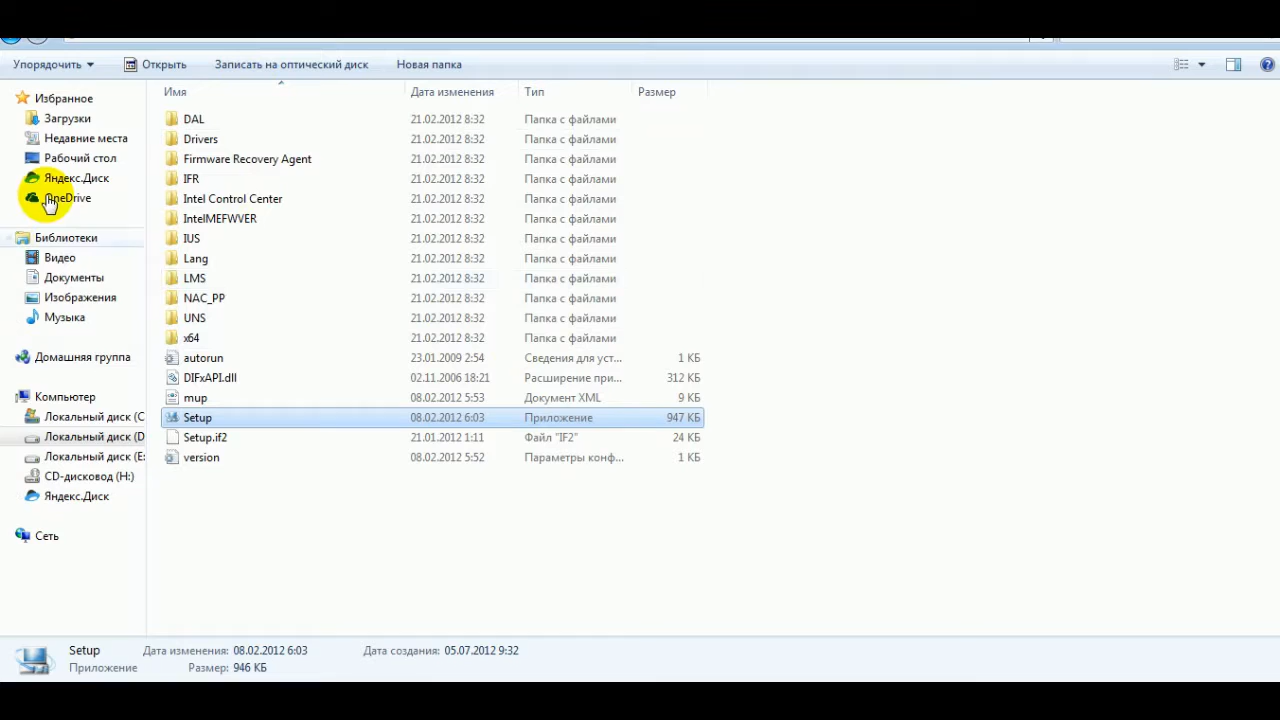 Упорядочить Открыть Записать на оптический диск Новая папка
Избранное
Загрузки
Недавние места
Рабочий стол
Яндекс.Диск
OneDrive
Библиотеки
Видео
Документы
Изображения
Музыка
Домашняя группа
Компьютер
Локальный диск (C
Локальный диск (D
Локальный диск (E:
CD-дисковод (H:)
Яндекс.Диск
Сеть
Имя Дата изменения Тип Размер
DAL 21.02.2012 8:32 Папка с файлами
Drivers 21.02.2012 8:32 Папка с файлами
Firmware Recovery Agent 21.02.2012 8:32 Папка с файлами
IFR 21.02.2012 8:32 Папка с файлами
Intel Control Center 21.02.2012 8:32 Папка с файлами
IntelMEFWVER 21.02.2012 8:32 Папка с файлами
IUS 21.02.2012 8:32 Папка с файлами
Lang 21.02.2012 8:32 Папка с файлами
LMS 21.02.2012 8:32 Папка с файлами
NAC_PP 21.02.2012 8:32 Папка с файлами
UNS 21.02.2012 8:32 Папка с файлами
x64 21.02.2012 8:32 Папка с файлами
autorun 23.01.2009 2:54 Сведения для уст... 1 КБ
DIFxAPI.dll 02.11.2006 18:21 Расширение при... 312 КБ
mup 08.02.2012 5:53 Документ XML 9 КБ
Setup 08.02.2012 6:03 Приложение 947 КБ
Setup.if2 21.01.2012 1:11 Файл "IF2" 24 КБ
version 08.02.2012 5:52 Параметры конф... 1 КБ
Setup Дата изменения: 08.02.2012 6:03 Дата создания: 05.07.2012 9:32
Приложение Размер: 946 КБ